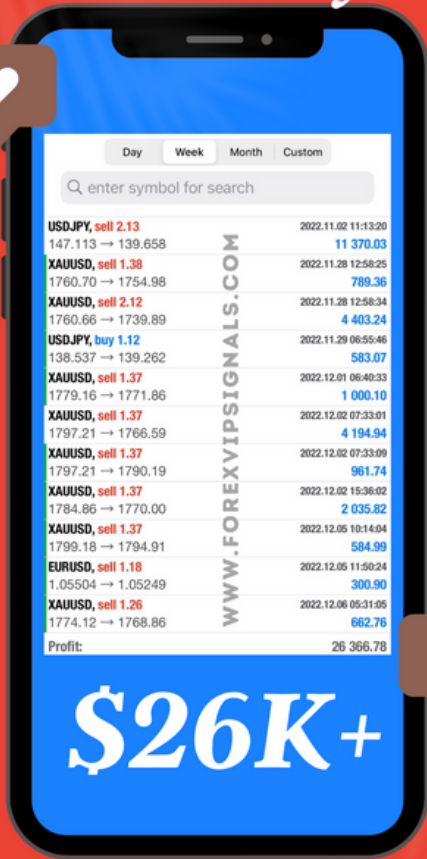 Day Week Month Custom
enter symbol for search
USDJPY, sell 2.13 2022.11.02 11:13:20
147.113 → 139.658 11 370.03
XAUUSD, sell 1.38 2022.11.28 12:58:25
1760.70 → 1754.98 789.36
XAUUSD, sell 2.12 2022.11.28 12:58:34
1760.66 → 1739.89 4 403.24
USDJPY, buy 1.12 2022.11.29 06:55:46
138.537 → 139.262 583.07
XAUUSD, sell 1.37 2022.12.01 06:40:33
1779.16 → 1771.86 1 000.10
XAUUSD, sell 1.37 2022.12.02 07:33:01
1797.21 → 1766.59 4 194.94
XAUUSD, sell 1.37 2022.12.02 07:33:09
1797.21 → 1790.19 961.74
XAUUSD, sell 1.37 2022.12.02 15:36:02
1784.86 → 1770.00 2 035.82
XAUUSD, sell 1.37 2022.12.05 10:14:04
1799.18 → 1794.91 584.99
EURUSD, sell 1.18 2022.12.05 11:50:24
1.05504 → 1.05249 300.90
XAUUSD, sell 1.26 2022.12.06 05:31:05
1774.12 → 1768.86 662.76
Profit: 26 366.78
WWW.FOREXVIPSIGNALS.COM
$26K+